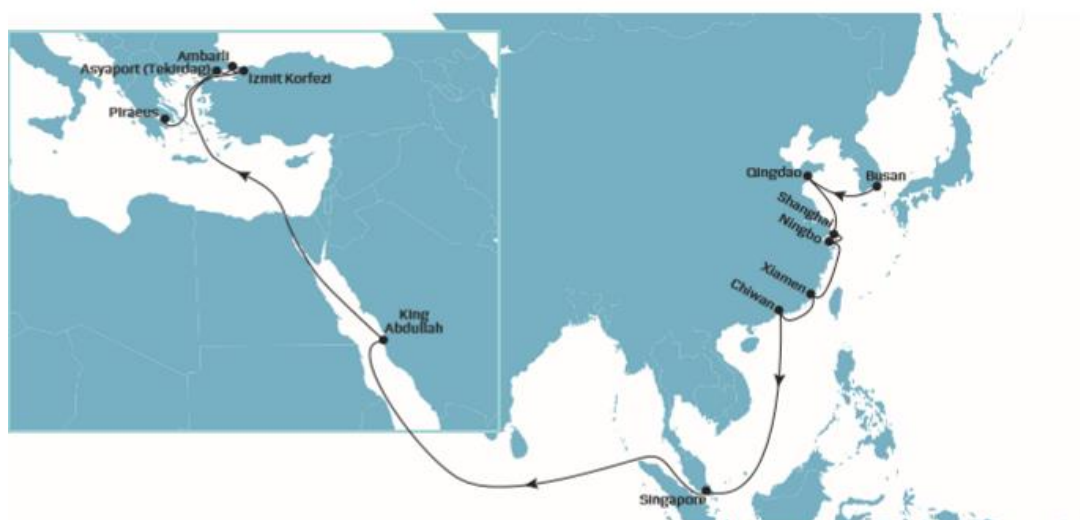 Ambarli
Asyaport (Tekirdag)
Izmit Korfezi
Piraeus
King
Abdullah
Qingdao
Busan
Shanghai
Ningbo
Xiamen
Chiwan
Singapore